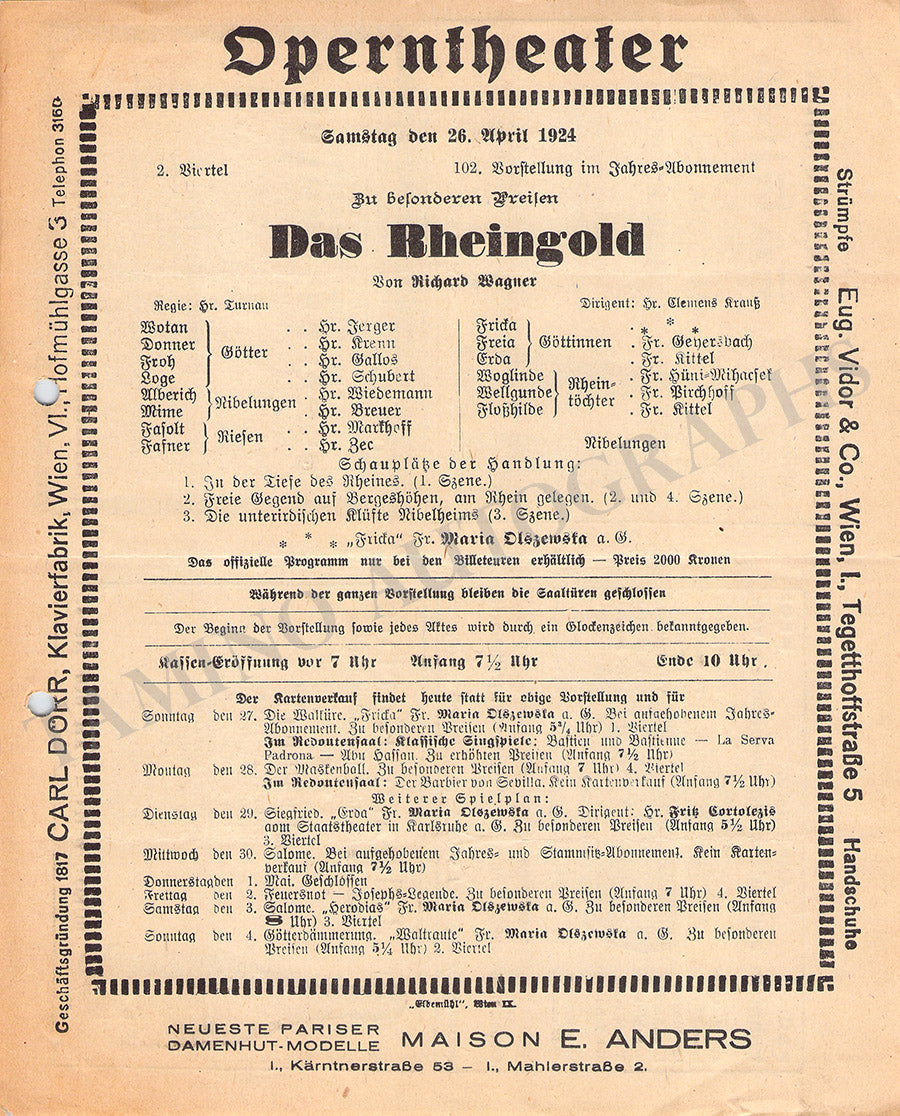 Operntheater
Samstag den 26. April 1924
2. Viertel 102. Vorstellung im Jahres-Abonnement
Zu besonderen Preisen
Das Rheingold
Von Richard Wagner
Regie: Hr. Turnau Dirigent: Hr. Clemens Krauß
Wotan } Götter . . Hr. Jerger
Donner . . Hr. Krenn
Froh . . Hr. Gallos
Loge . . Hr. Schubert
Alberich } Nibelungen . . Hr. Wiedemann
Mime . . Hr. Breuer
Fasolt } Riesen . . Hr. Markhoff
Fafner . . Hr. Zec
Fricka } Göttinnen . * * *
Freia . Fr. Geyersbach
Erda . Fr. Kittel
Woglinde } Rhein-töchter . Fr. Hüni-Mihacsek
Wellgunde . Fr. Pirchhoff
Floßhilde . Fr. Kittel
Nibelungen
Schauplätze der Handlung:
1. In der Tiefe des Rheines. (1. Szene.)
2. Freie Gegend auf Bergeshöhen, am Rhein gelegen. (2. und 4. Szene.)
3. Die unterirdischen Klüfte Nibelheims (3. Szene.)
* * * „Fricka" Fr. Maria Olszewska a. G.
Das offizielle Programm nur bei den Billeteuren erhältlich — Preis 2000 Kronen
Während der ganzen Vorstellung bleiben die Saaltüren geschlossen
Der Beginn der Vorstellung sowie jedes Aktes wird durch ein Glockenzeichen bekanntgegeben.
Kassen-Eröffnung vor 7 Uhr Anfang 7½ Uhr Ende 10 Uhr.
Der Kartenverkauf findet heute statt für obige Vorstellung und für
Sonntag den 27. Die Walküre. „Fricka" Fr. Maria Olszewska a. G. Bei aufgehobenem Jahres-
Abonnement. Zu besonderen Preisen (Anfang 5¼ Uhr) 1. Viertel
Im Redoutensaal: Klassische Singspiele: Bastien und Bastienne — La Serva
Padrona — Abu Hassan. Zu erhöhten Preisen (Anfang 7½ Uhr)
Montag den 28. Der Maskenball. Zu besonderen Preisen (Anfang 7 Uhr) 4. Viertel
Im Redoutensaal: Der Barbier von Sevilla. Kein Kartenverkauf (Anfang 7½ Uhr)
Weiterer Spielplan:
Dienstag den 29. Siegfried. „Erda" Fr. Maria Olszewska a. G. Dirigent: Hr. Fritz Cortolezis
vom Staatstheater in Karlsruhe a. G. Zu besonderen Preisen (Anfang 5½ Uhr)
3. Viertel
Mittwoch den 30. Salome. Bei aufgehobenem Jahres- und Stammsitz-Abonnement. Kein Karten-
verkauf (Anfang 7½ Uhr)
Donnerstag den 1. Mai. Geschlossen
Freitag den 2. Feuersnot — Josephs-Legende. Zu besonderen Preisen (Anfang 7 Uhr) 4. Viertel
Samstag den 3. Salome. „Herodias" Fr. Maria Olszewska a. G. Zu besonderen Preisen (Anfang
8 Uhr) 3. Viertel
Sonntag den 4. Götterdämmerung. „Waltraute" Fr. Maria Olszewska a. G. Zu besonderen
Preisen (Anfang 5¼ Uhr) 2. Viertel
„Elbemühl", Wien IX.
NEUESTE PARISER
DAMENHUT-MODELLE MAISON E. ANDERS
I., Kärntnerstraße 53 — I., Mahlerstraße 2.
Geschäftsgründung 1817 CARL DÖRR, Klavierfabrik, Wien, VI., Hofmühlgasse 3 Telephon 3160
Strümpfe Eug. Vidor & Co., Wien, I., Tegetthoffstraße 5 Handschuhe
TAMINO AUTOGRAPHS